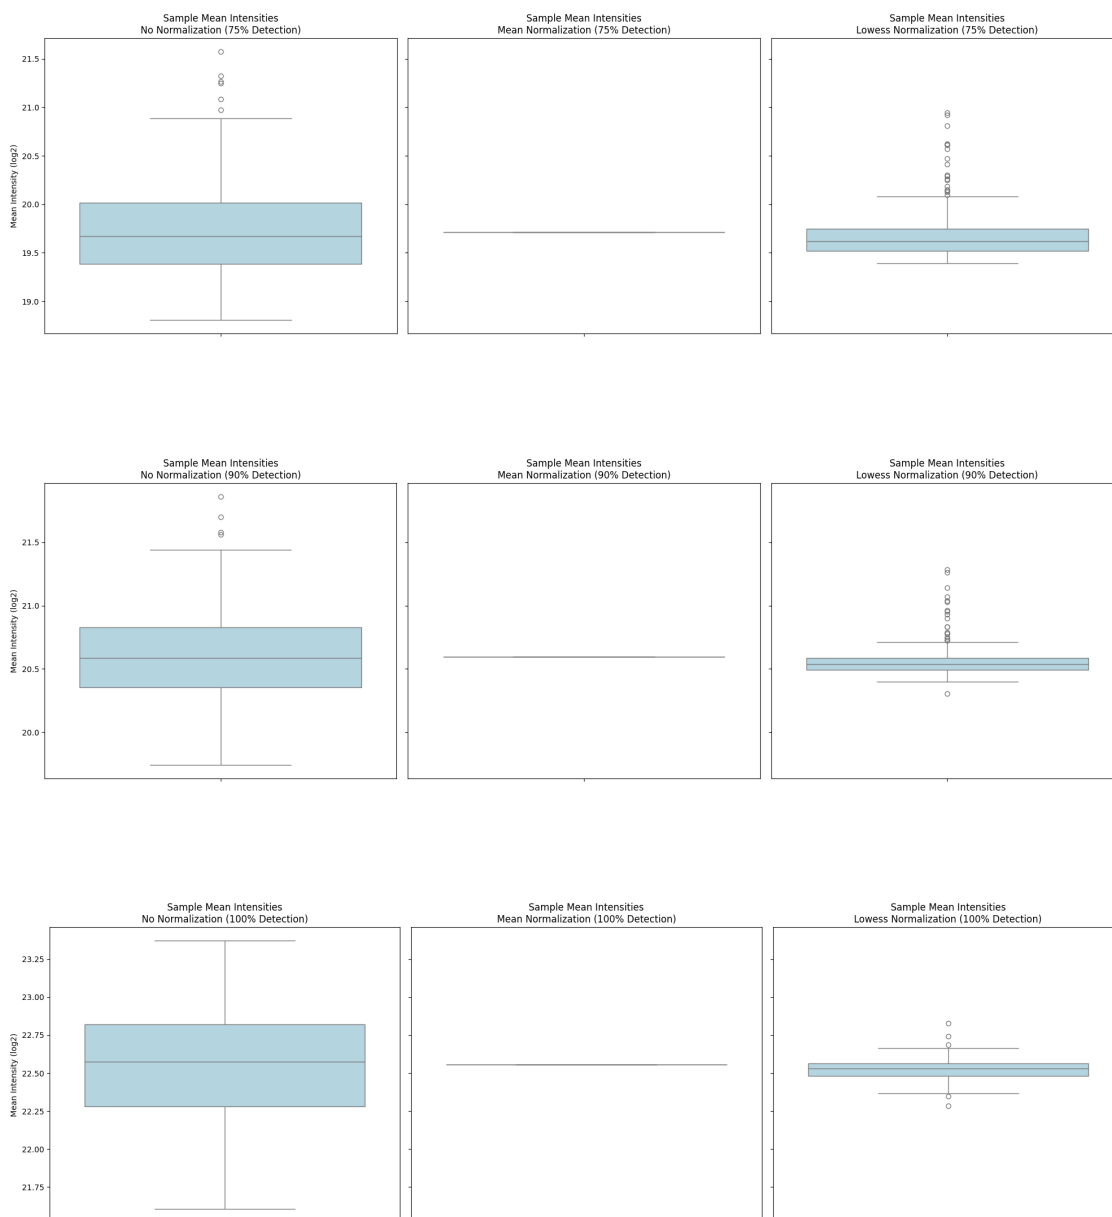 Sample Mean Intensities
No Normalization (75% Detection)
Sample Mean Intensities
Mean Normalization (75% Detection)
Sample Mean Intensities
Lowess Normalization (75% Detection)
21.5
21.0
20.5
20.0
19.5
19.0
Mean Intensity (log2)
Sample Mean Intensities
No Normalization (90% Detection)
Sample Mean Intensities
Mean Normalization (90% Detection)
Sample Mean Intensities
Lowess Normalization (90% Detection)
21.5
21.0
20.5
20.0
Mean Intensity (log2)
Sample Mean Intensities
No Normalization (100% Detection)
Sample Mean Intensities
Mean Normalization (100% Detection)
Sample Mean Intensities
Lowess Normalization (100% Detection)
23.25
23.00
22.75
22.50
22.25
22.00
21.75
Mean Intensity (log2)